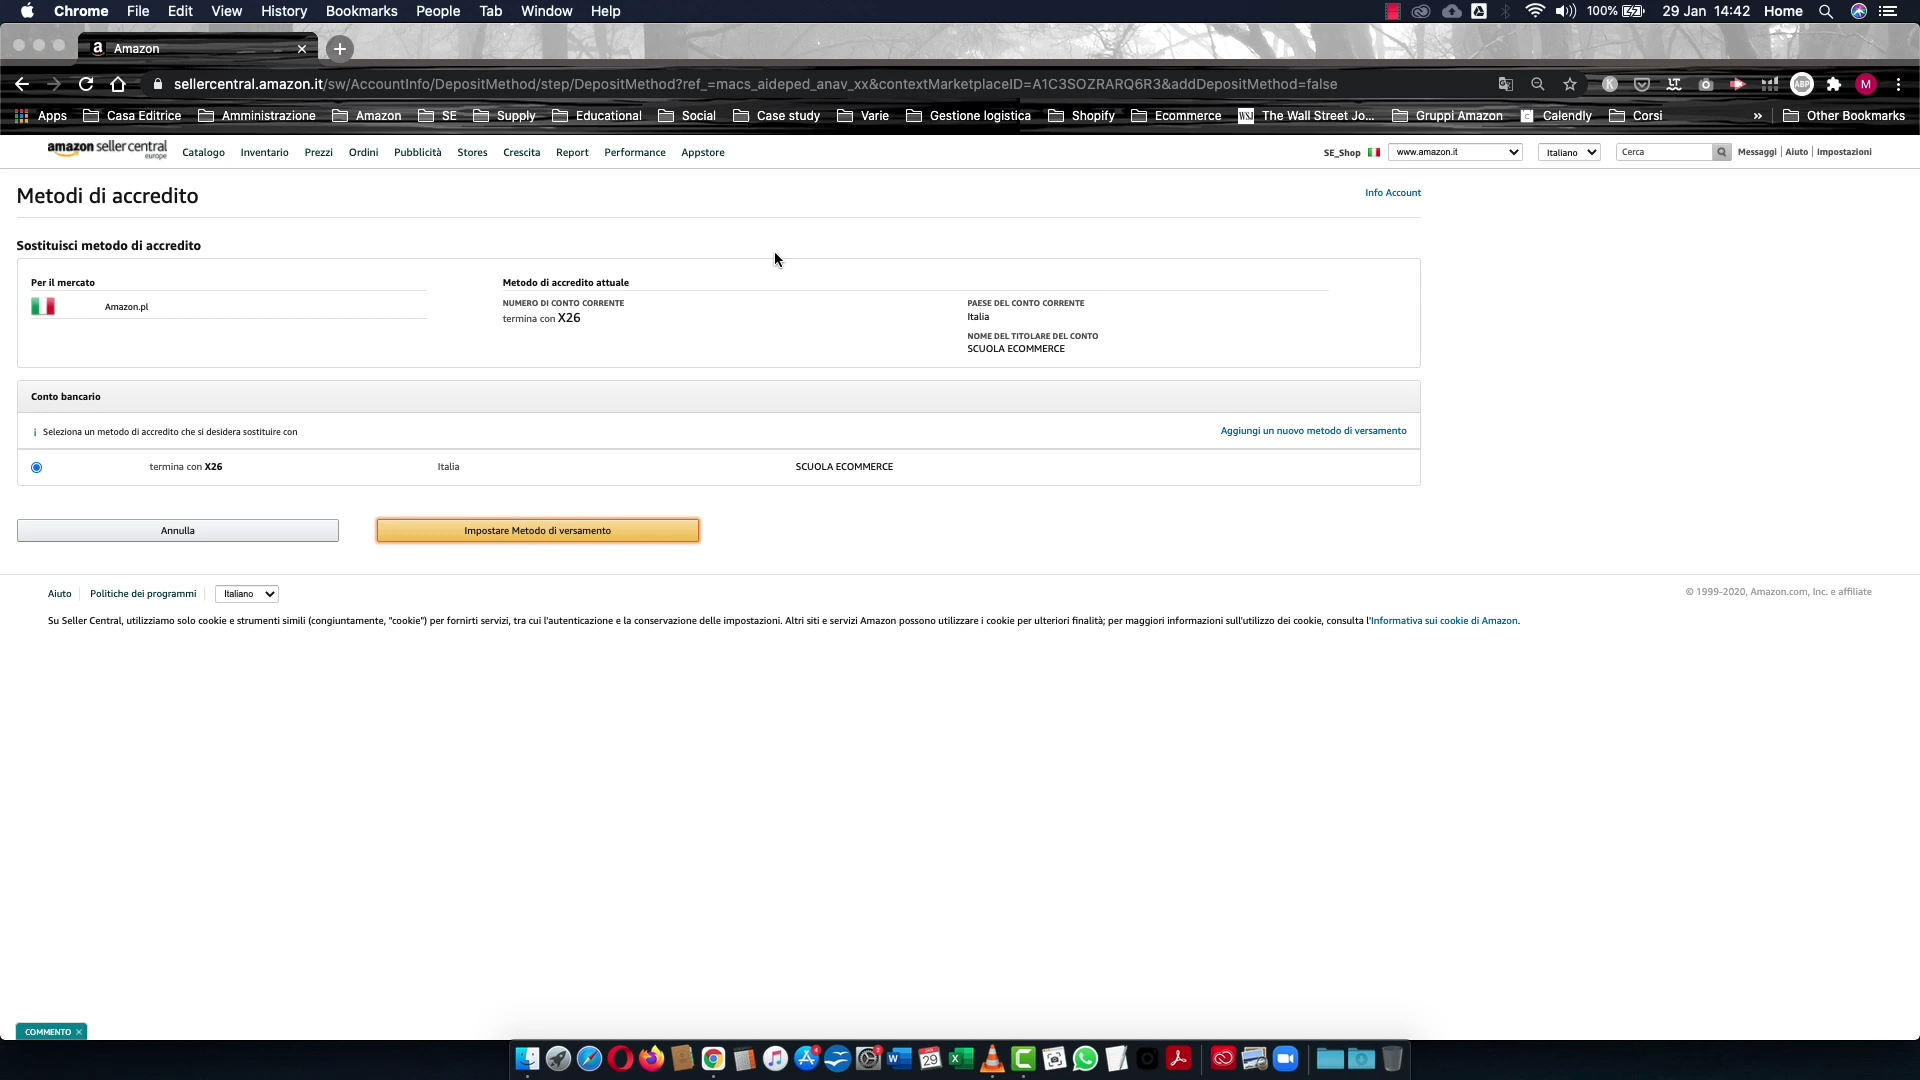 Chrome File Edit View History Bookmarks People Tab Window Help 100% 29 Jan 14:42 Home
a Amazon
sellercentral.amazon.it/sw/AccountInfo/DepositMethod/step/DepositMethod?ref_=macs_aideped_anav_xx&contextMarketplaceID=A1C3SOZRARQ6R3&addDepositMethod=false K ABP M
Apps Casa Editrice Amministrazione Amazon SE Supply Educational Social Case study Varie Gestione logistica Shopify Ecommerce WSJ The Wall Street Jo... Gruppi Amazon Calendly Corsi » Other Bookmarks
amazon seller central europe Catalogo Inventario Prezzi Ordini Pubblicità Stores Crescita Report Performance Appstore SE_Shop www.amazon.it Italiano Cerca Messaggi Aiuto Impostazioni
Metodi di accredito Info Account
Sostituisci metodo di accredito
Per il mercato Metodo di accredito attuale
Amazon.pl NUMERO DI CONTO CORRENTE PAESE DEL CONTO CORRENTE
termina con X26 Italia
NOME DEL TITOLARE DEL CONTO
SCUOLA ECOMMERCE
Conto bancario
i Seleziona un metodo di accredito che si desidera sostituire con Aggiungi un nuovo metodo di versamento
termina con X26 Italia SCUOLA ECOMMERCE
Annulla Impostare Metodo di versamento
Aiuto Politiche dei programmi Italiano © 1999-2020, Amazon.com, Inc. e affiliate
Su Seller Central, utilizziamo solo cookie e strumenti simili (congiuntamente, "cookie") per fornirti servizi, tra cui l'autenticazione e la conservazione delle impostazioni. Altri siti e servizi Amazon possono utilizzare i cookie per ulteriori finalità; per maggiori informazioni sull'utilizzo dei cookie, consulta l'Informativa sui cookie di Amazon.
COMMENTO ×
29